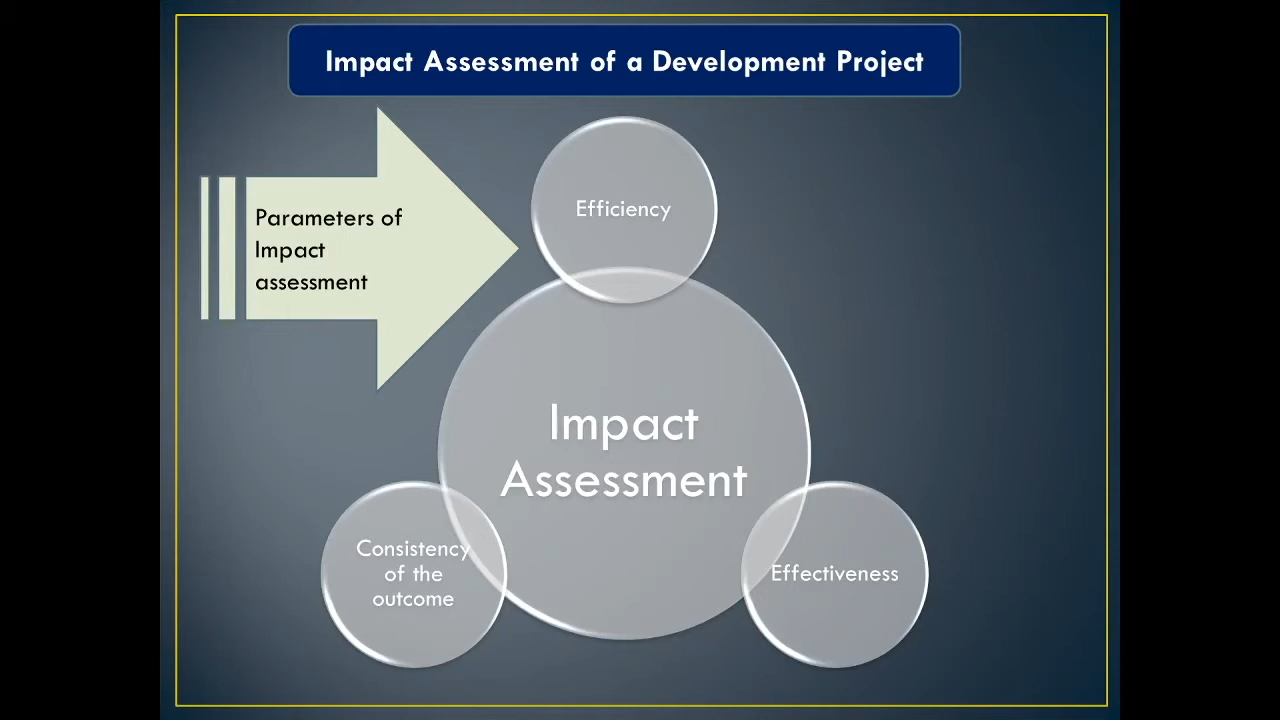 Impact Assessment of a Development Project
Parameters of
Impact
assessment
Efficiency
Impact
Assessment
Consistency
of the
outcome
Effectiveness